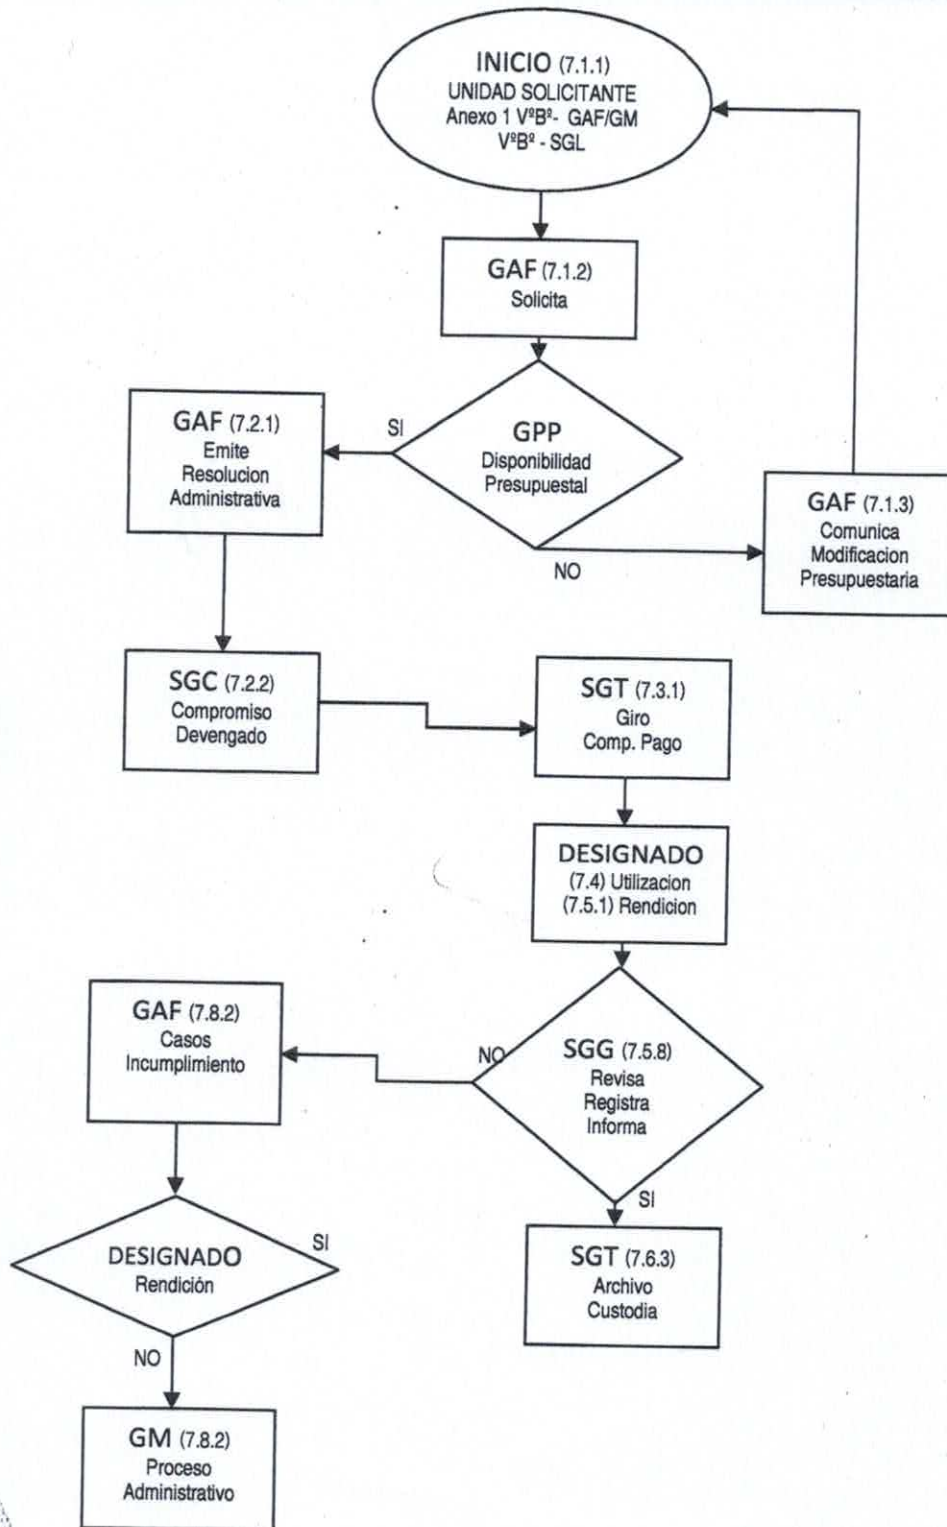 INICIO (7.1.1)
UNIDAD SOLICITANTE
Anexo 1 VºBº- GAF/GM
VºBº - SGL
GAF (7.1.2)
Solicita
GPP
Disponibilidad
Presupuestal
SI
NO
GAF (7.2.1)
Emite
Resolucion
Administrativa
GAF (7.1.3)
Comunica
Modificacion
Presupuestaria
SGC (7.2.2)
Compromiso
Devengado
SGT (7.3.1)
Giro
Comp. Pago
DESIGNADO
(7.4) Utilizacion
(7.5.1) Rendicion
SGG (7.5.8)
Revisa
Registra
Informa
NO
SI
GAF (7.8.2)
Casos
Incumplimiento
SGT (7.6.3)
Archivo
Custodia
DESIGNADO
Rendición
SI
NO
GM (7.8.2)
Proceso
Administrativo